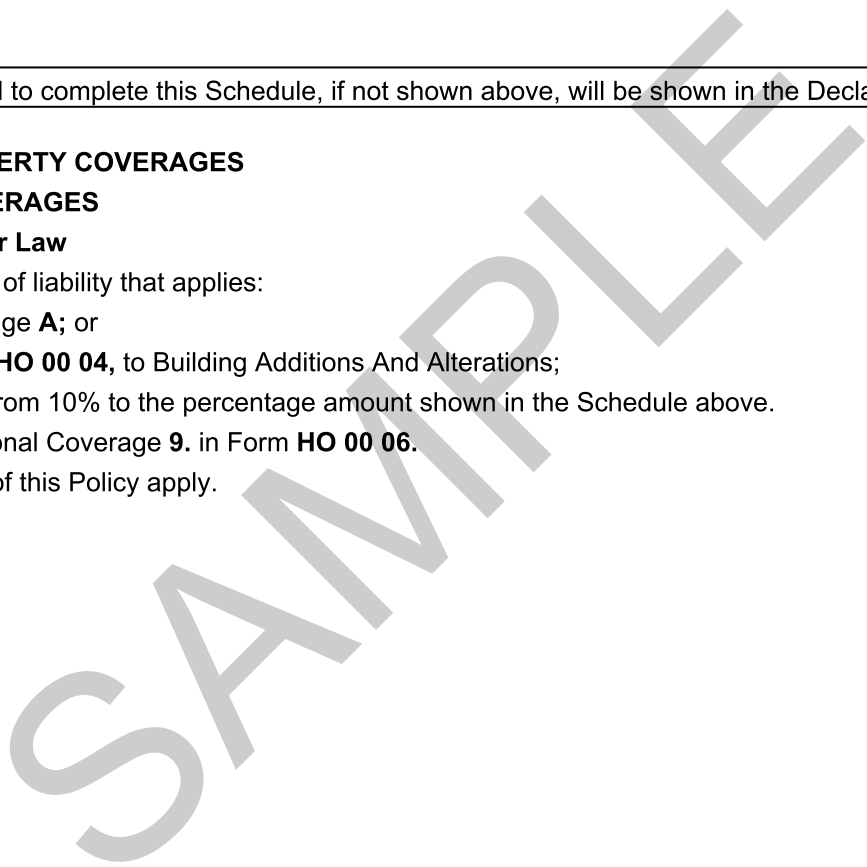 l to complete this Schedule, if not shown above, will be shown in the Decla
ERTY COVERAGES
ERAGES
r Law
of liability that applies:
ge A; or
HO 00 04, to Building Additions And Alterations;
rom 10% to the percentage amount shown in the Schedule above.
onal Coverage 9. in Form HO 00 06.
of this Policy apply.
SAMPLE